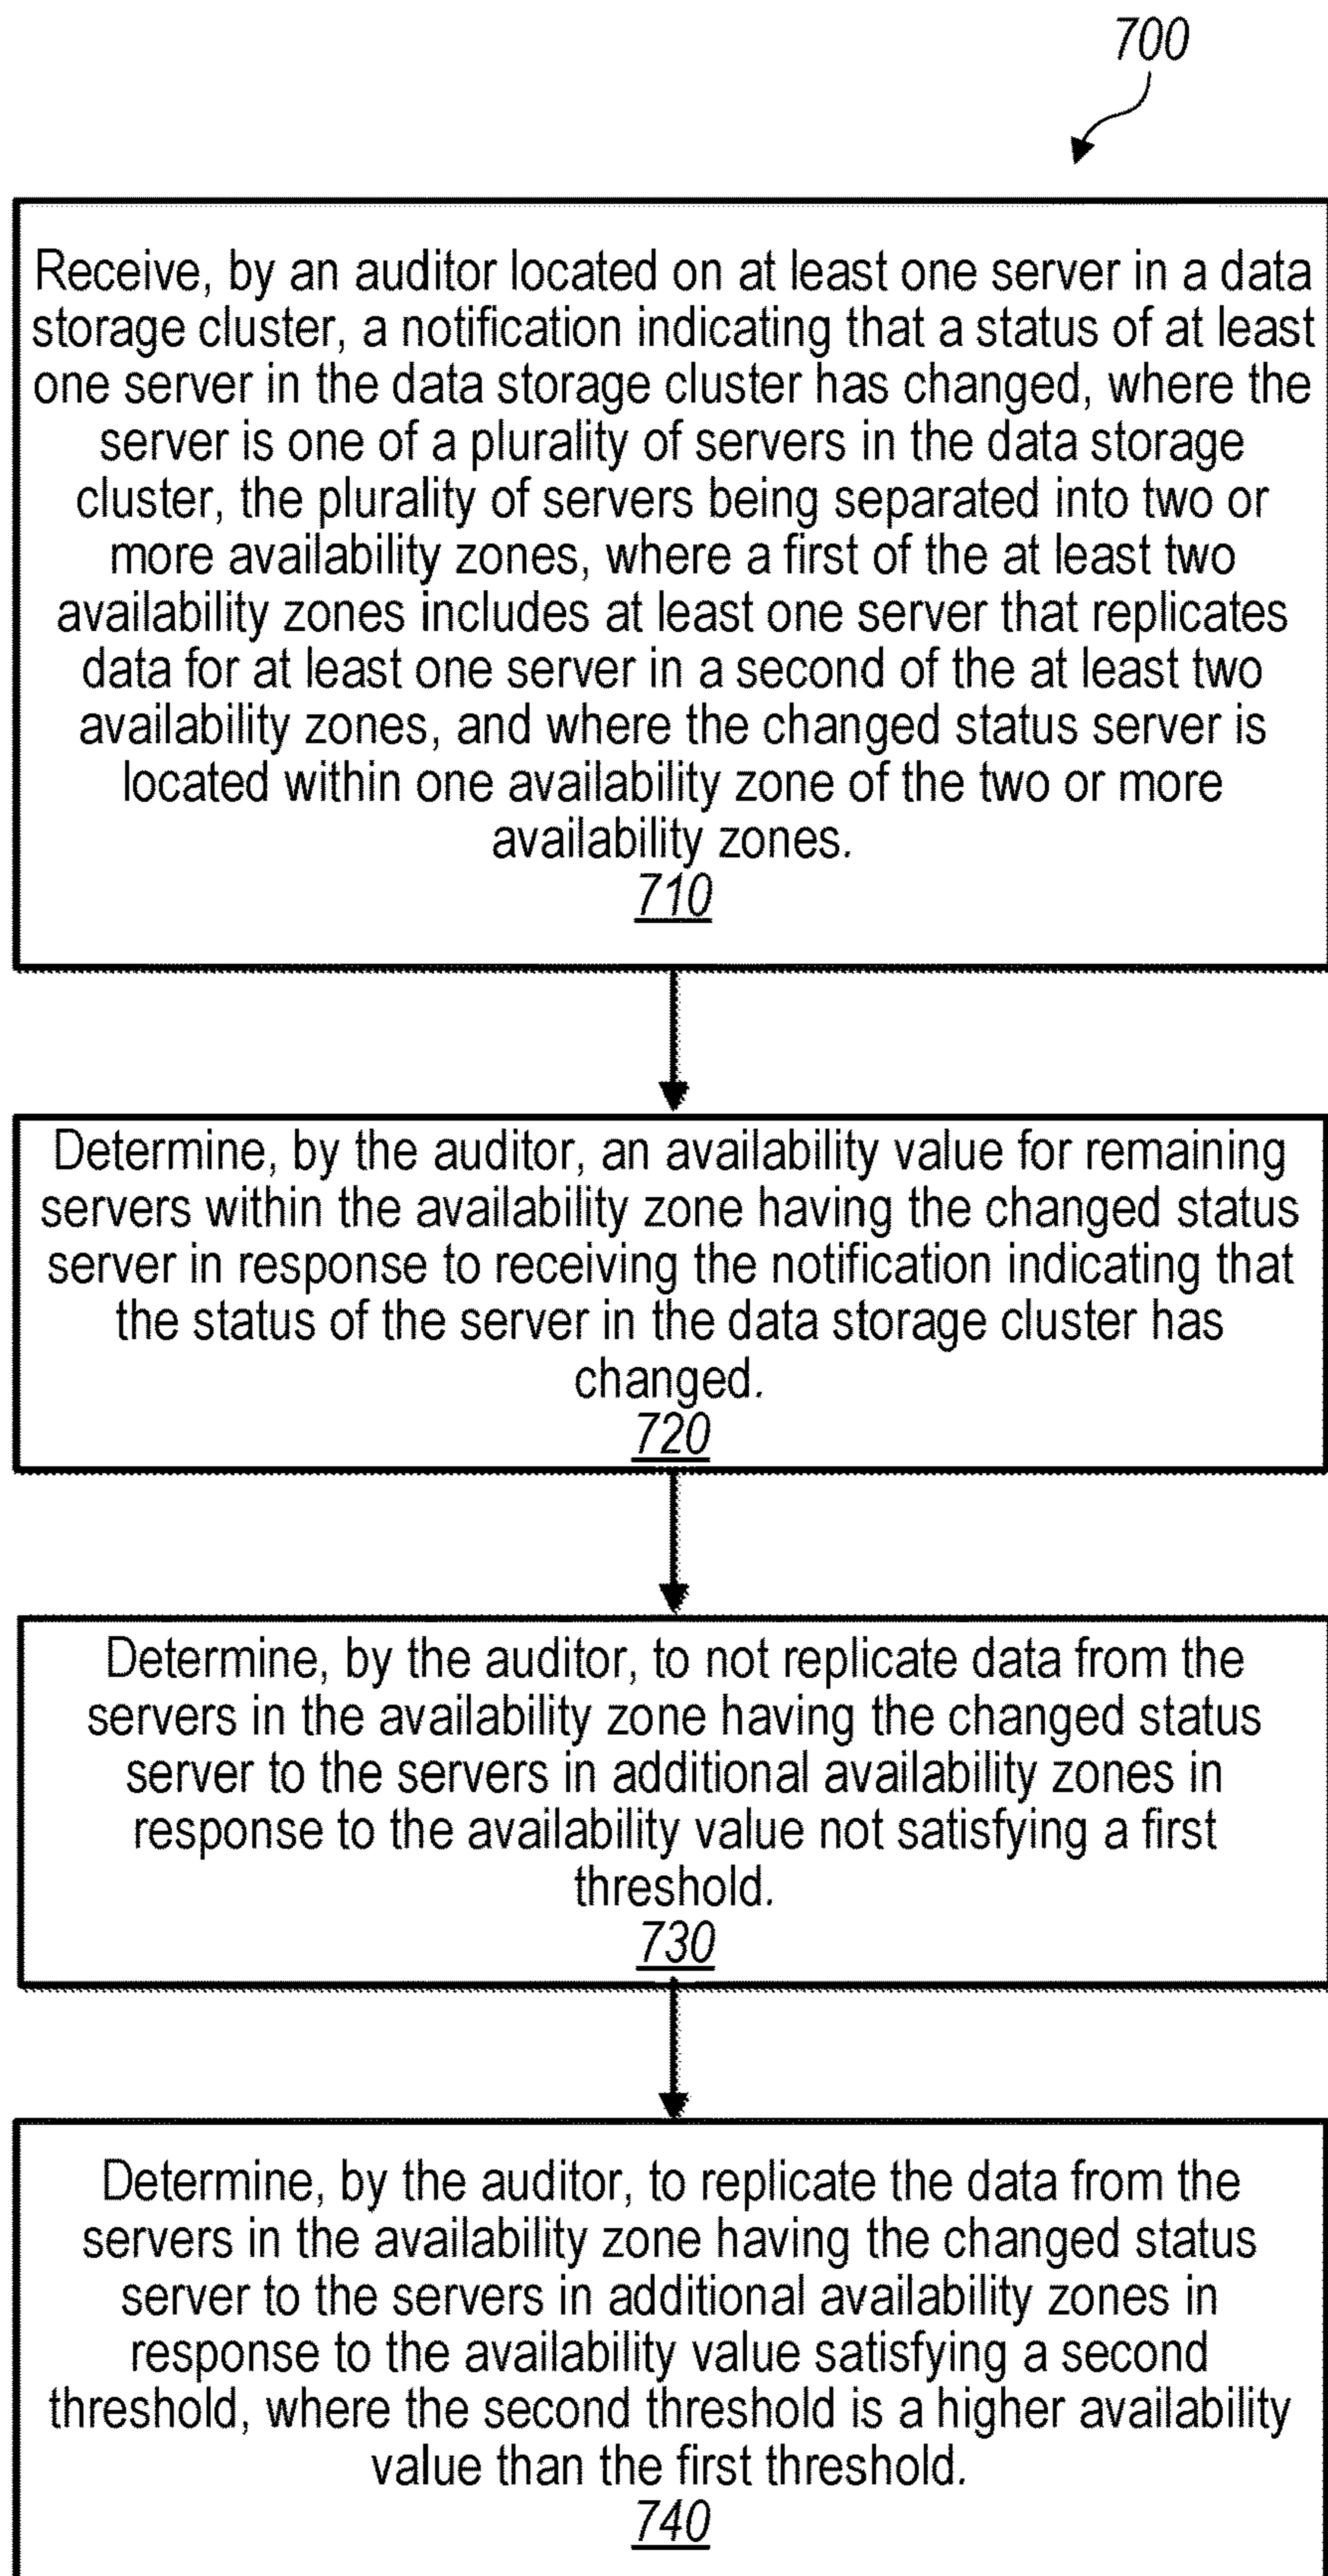 700
Receive, by an auditor located on at least one server in a data
storage cluster, a notification indicating that a status of at least
one server in the data storage cluster has changed, where the
server is one of a plurality of servers in the data storage
cluster, the plurality of servers being separated into two or
more availability zones, where a first of the at least two
availability zones includes at least one server that replicates
data for at least one server in a second of the at least two
availability zones, and where the changed status server is
located within one availability zone of the two or more
availability zones.
710
Determine, by the auditor, an availability value for remaining
servers within the availability zone having the changed status
server in response to receiving the notification indicating that
the status of the server in the data storage cluster has
changed.
720
Determine, by the auditor, to not replicate data from the
servers in the availability zone having the changed status
server to the servers in additional availability zones in
response to the availability value not satisfying a first
threshold.
730
Determine, by the auditor, to replicate the data from the
servers in the availability zone having the changed status
server to the servers in additional availability zones in
response to the availability value satisfying a second
threshold, where the second threshold is a higher availability
value than the first threshold.
740